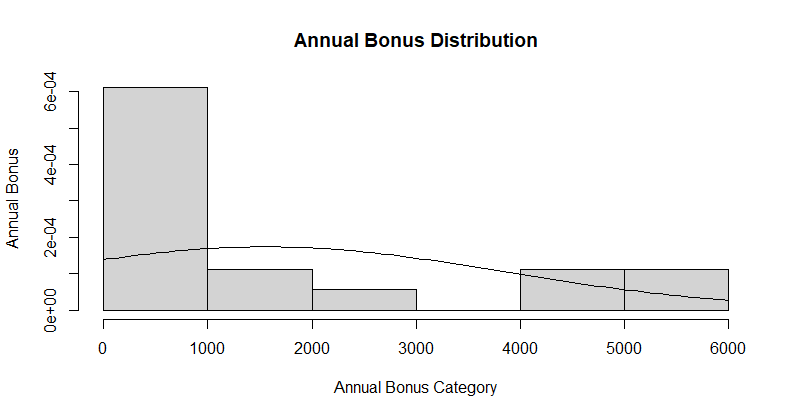 Annual Bonus Distribution
Annual Bonus
6e-04
4e-04
2e-04
0e+00
0 1000 2000 3000 4000 5000 6000
Annual Bonus Category